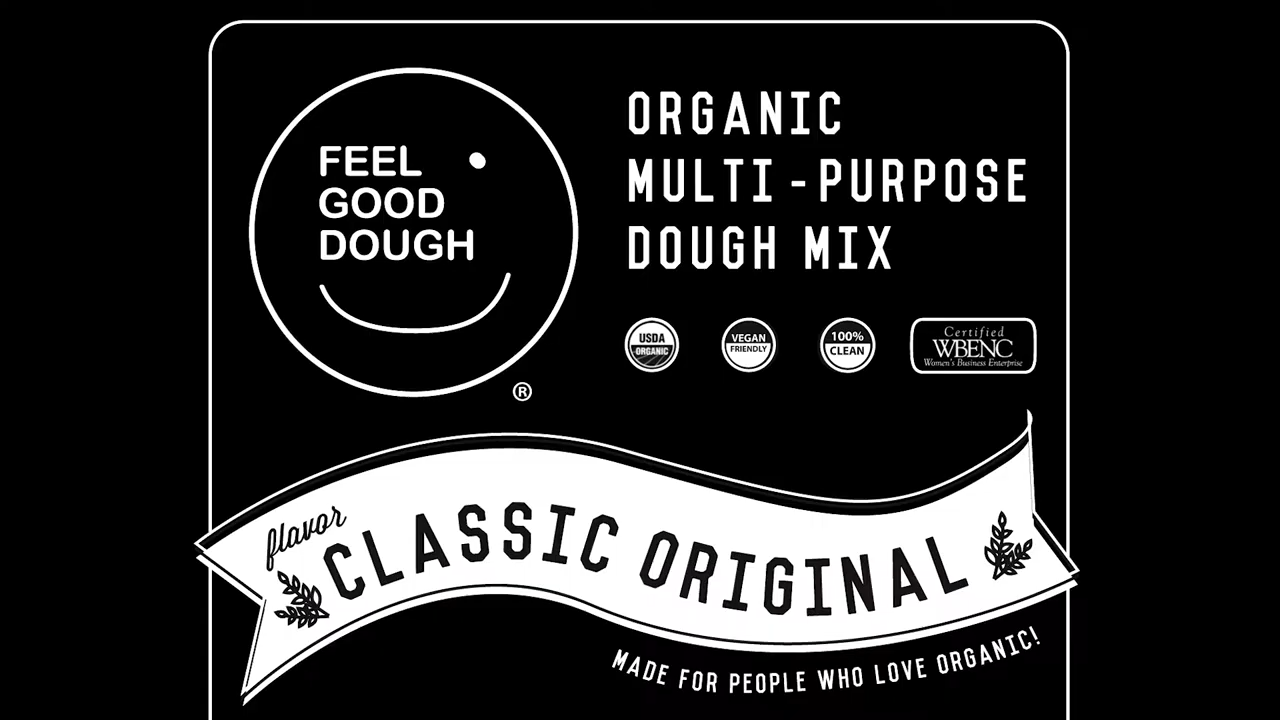 FEEL
GOOD
DOUGH
®
ORGANIC
MULTI-PURPOSE
DOUGH MIX
USDA
ORGANIC
VEGAN
FRIENDLY
100%
CLEAN
Certified
WBENC
Women's Business Enterprise
flavor
CLASSIC ORIGINAL
MADE FOR PEOPLE WHO LOVE ORGANIC!